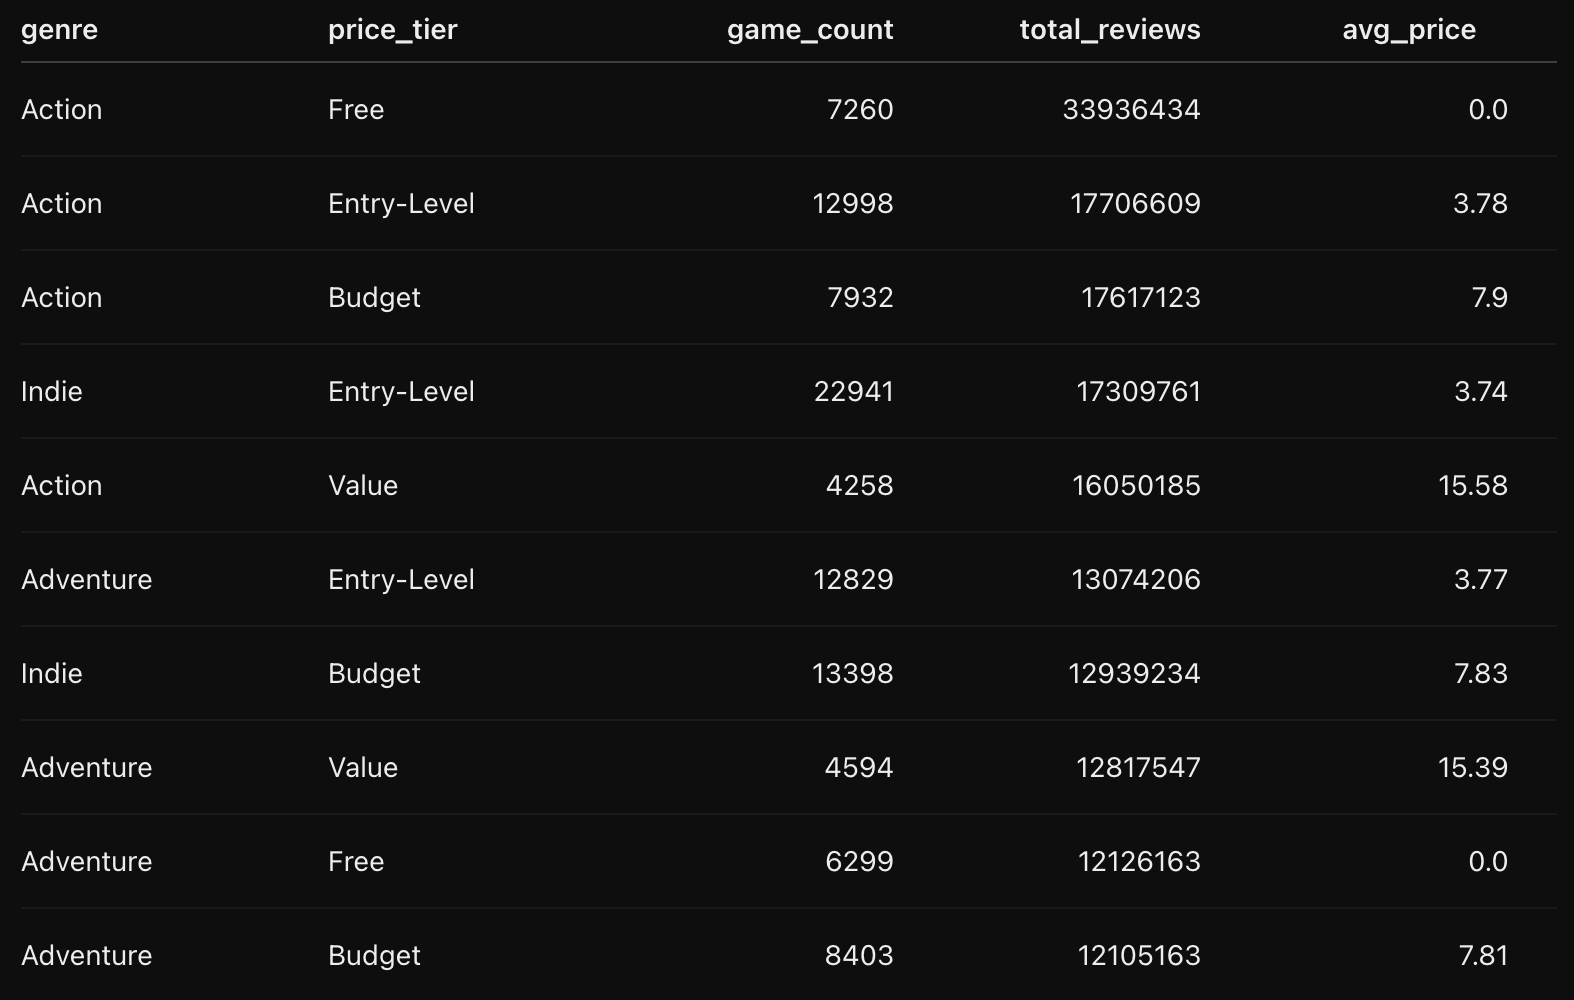 genre price_tier game_count total_reviews avg_price
Action Free 7260 33936434 0.0
Action Entry-Level 12998 17706609 3.78
Action Budget 7932 17617123 7.9
Indie Entry-Level 22941 17309761 3.74
Action Value 4258 16050185 15.58
Adventure Entry-Level 12829 13074206 3.77
Indie Budget 13398 12939234 7.83
Adventure Value 4594 12817547 15.39
Adventure Free 6299 12126163 0.0
Adventure Budget 8403 12105163 7.81